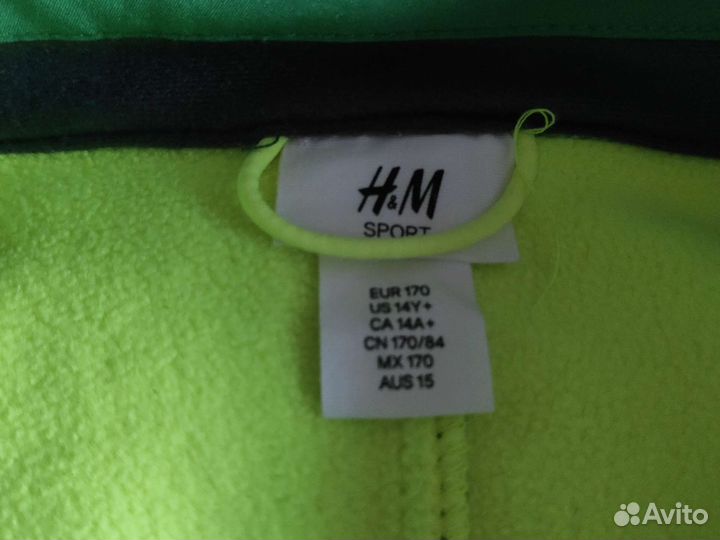 H&M
SPORT
EUR 170
US 14Y+
CA 14A+
CN 170/84
MX 170
AUS 15
Avito